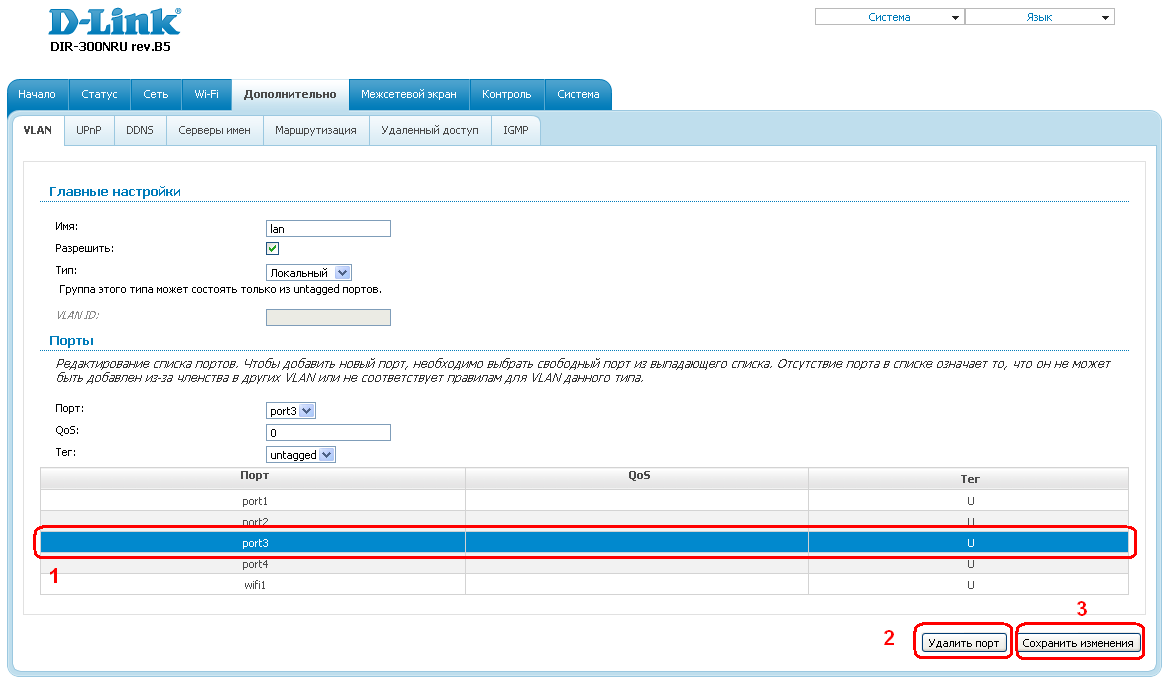 D-Link®
DIR-300NRU rev.B5
Система Язык
Начало Статус Сеть Wi-Fi Дополнительно Межсетевой экран Контроль Система
VLAN UPnP DDNS Серверы имен Маршрутизация Удаленный доступ IGMP
Главные настройки
Имя: lan
Разрешить:
Тип: Локальный
Группа этого типа может состоять только из untagged портов.
VLAN ID:
Порты
Редактирование списка портов. Чтобы добавить новый порт, необходимо выбрать свободный порт из выпадающего списка. Отсутствие порта в списке означает то, что он не может
быть добавлен из-за членства в других VLAN или не соответствует правилам для VLAN данного типа.
Порт: port3
QoS: 0
Тег: untagged
Порт QoS Тег
port1 U
port2 U
port3 U
port4 U
1
wifi1 U
3
2 Удалить порт Сохранить изменения